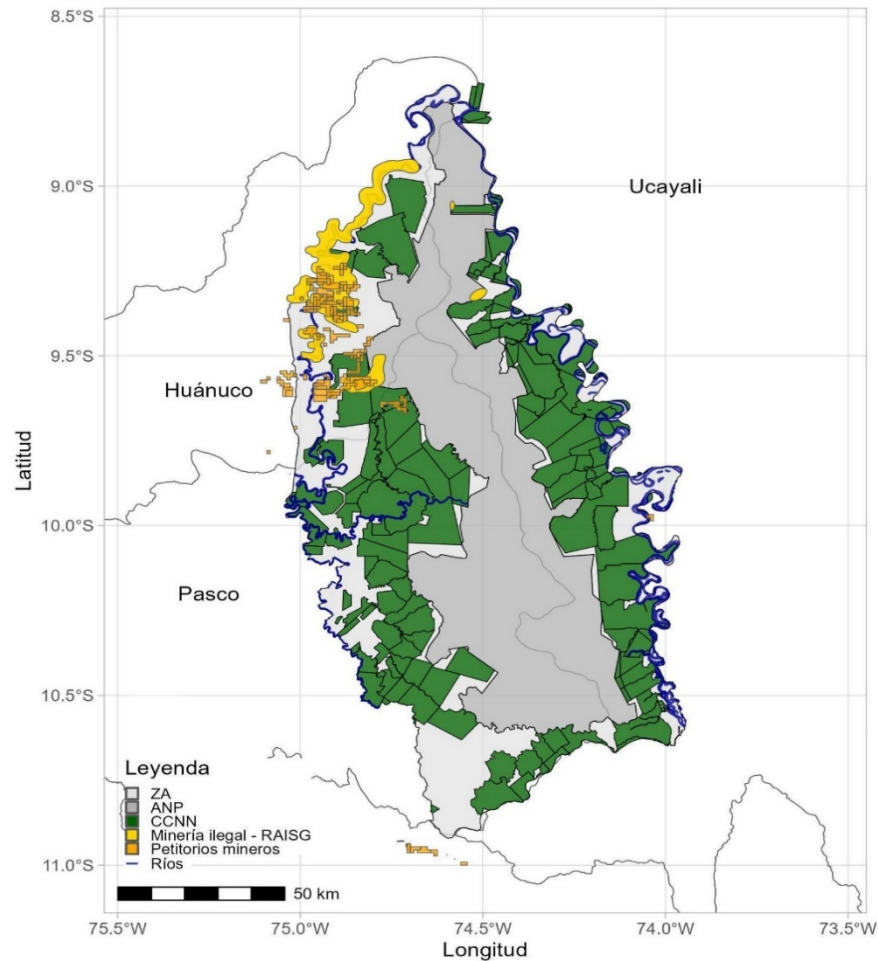 8.5°S
9.0°S
Ucayali
9.5°S
Huánuco
Latitud
10.0°S
Pasco
10.5°S
Leyenda
ZA
ANP
CCNN
Minería ilegal - RAISG
Petitorios mineros
Ríos
11.0°S
50 km
75.5°W
75.0°W
74.5°W
74.0°W
73.5°W
Longitud